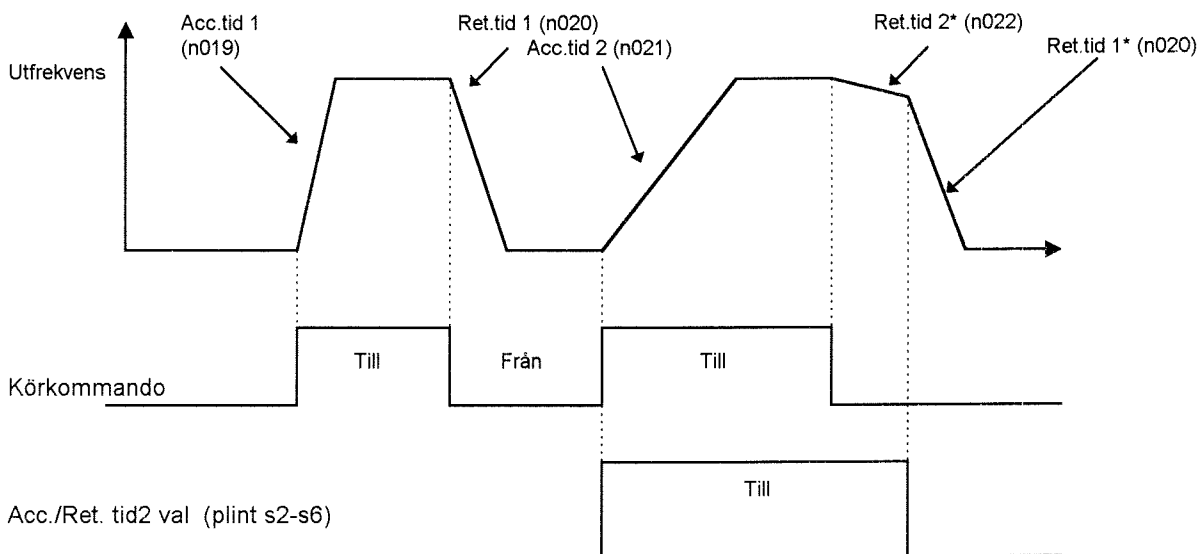 Acc.tid 1
(n019)
Ret.tid 1 (n020)
Acc.tid 2 (n021)
Ret.tid 2* (n022)
Ret.tid 1* (n020)
Utfrekvens
Till
Från
Till
Körkommando
Till
Acc./Ret. tid2 val (plint s2-s6)